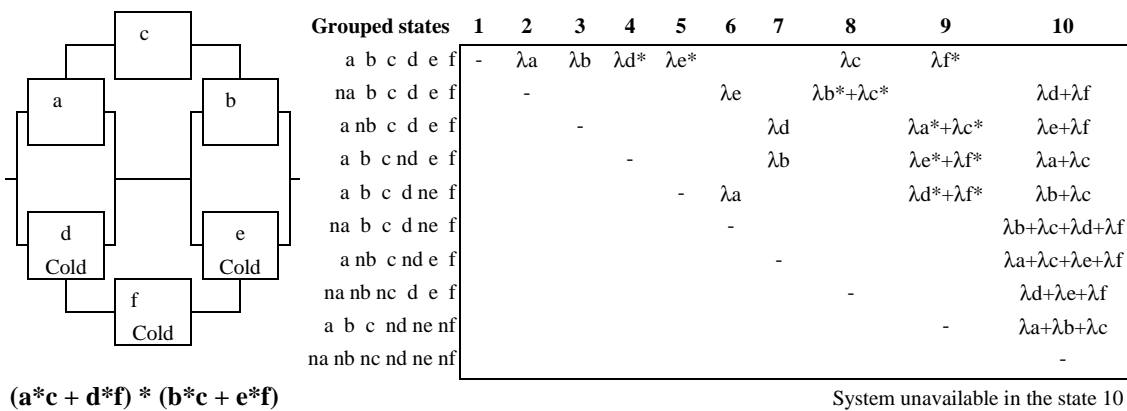 c
a
b
d
Cold
e
Cold
f
Cold
(a*c + d*f) * (b*c + e*f)
Grouped states 1 2 3 4 5 6 7 8 9 10
a b c d e f - λa λb λd* λe* λc λf*
na b c d e f - λe λb*+λc* λd+λf
a nb c d e f - λd λa*+λc* λe+λf
a b c nd e f - λb λe*+λf* λa+λc
a b c d ne f - λa λd*+λf* λb+λc
na b c d ne f - λb+λc+λd+λf
a nb c nd e f - λa+λc+λe+λf
na nb nc d e f - λd+λe+λf
a b c nd ne nf - λa+λb+λc
na nb nc nd ne nf -
System unavailable in the state 10